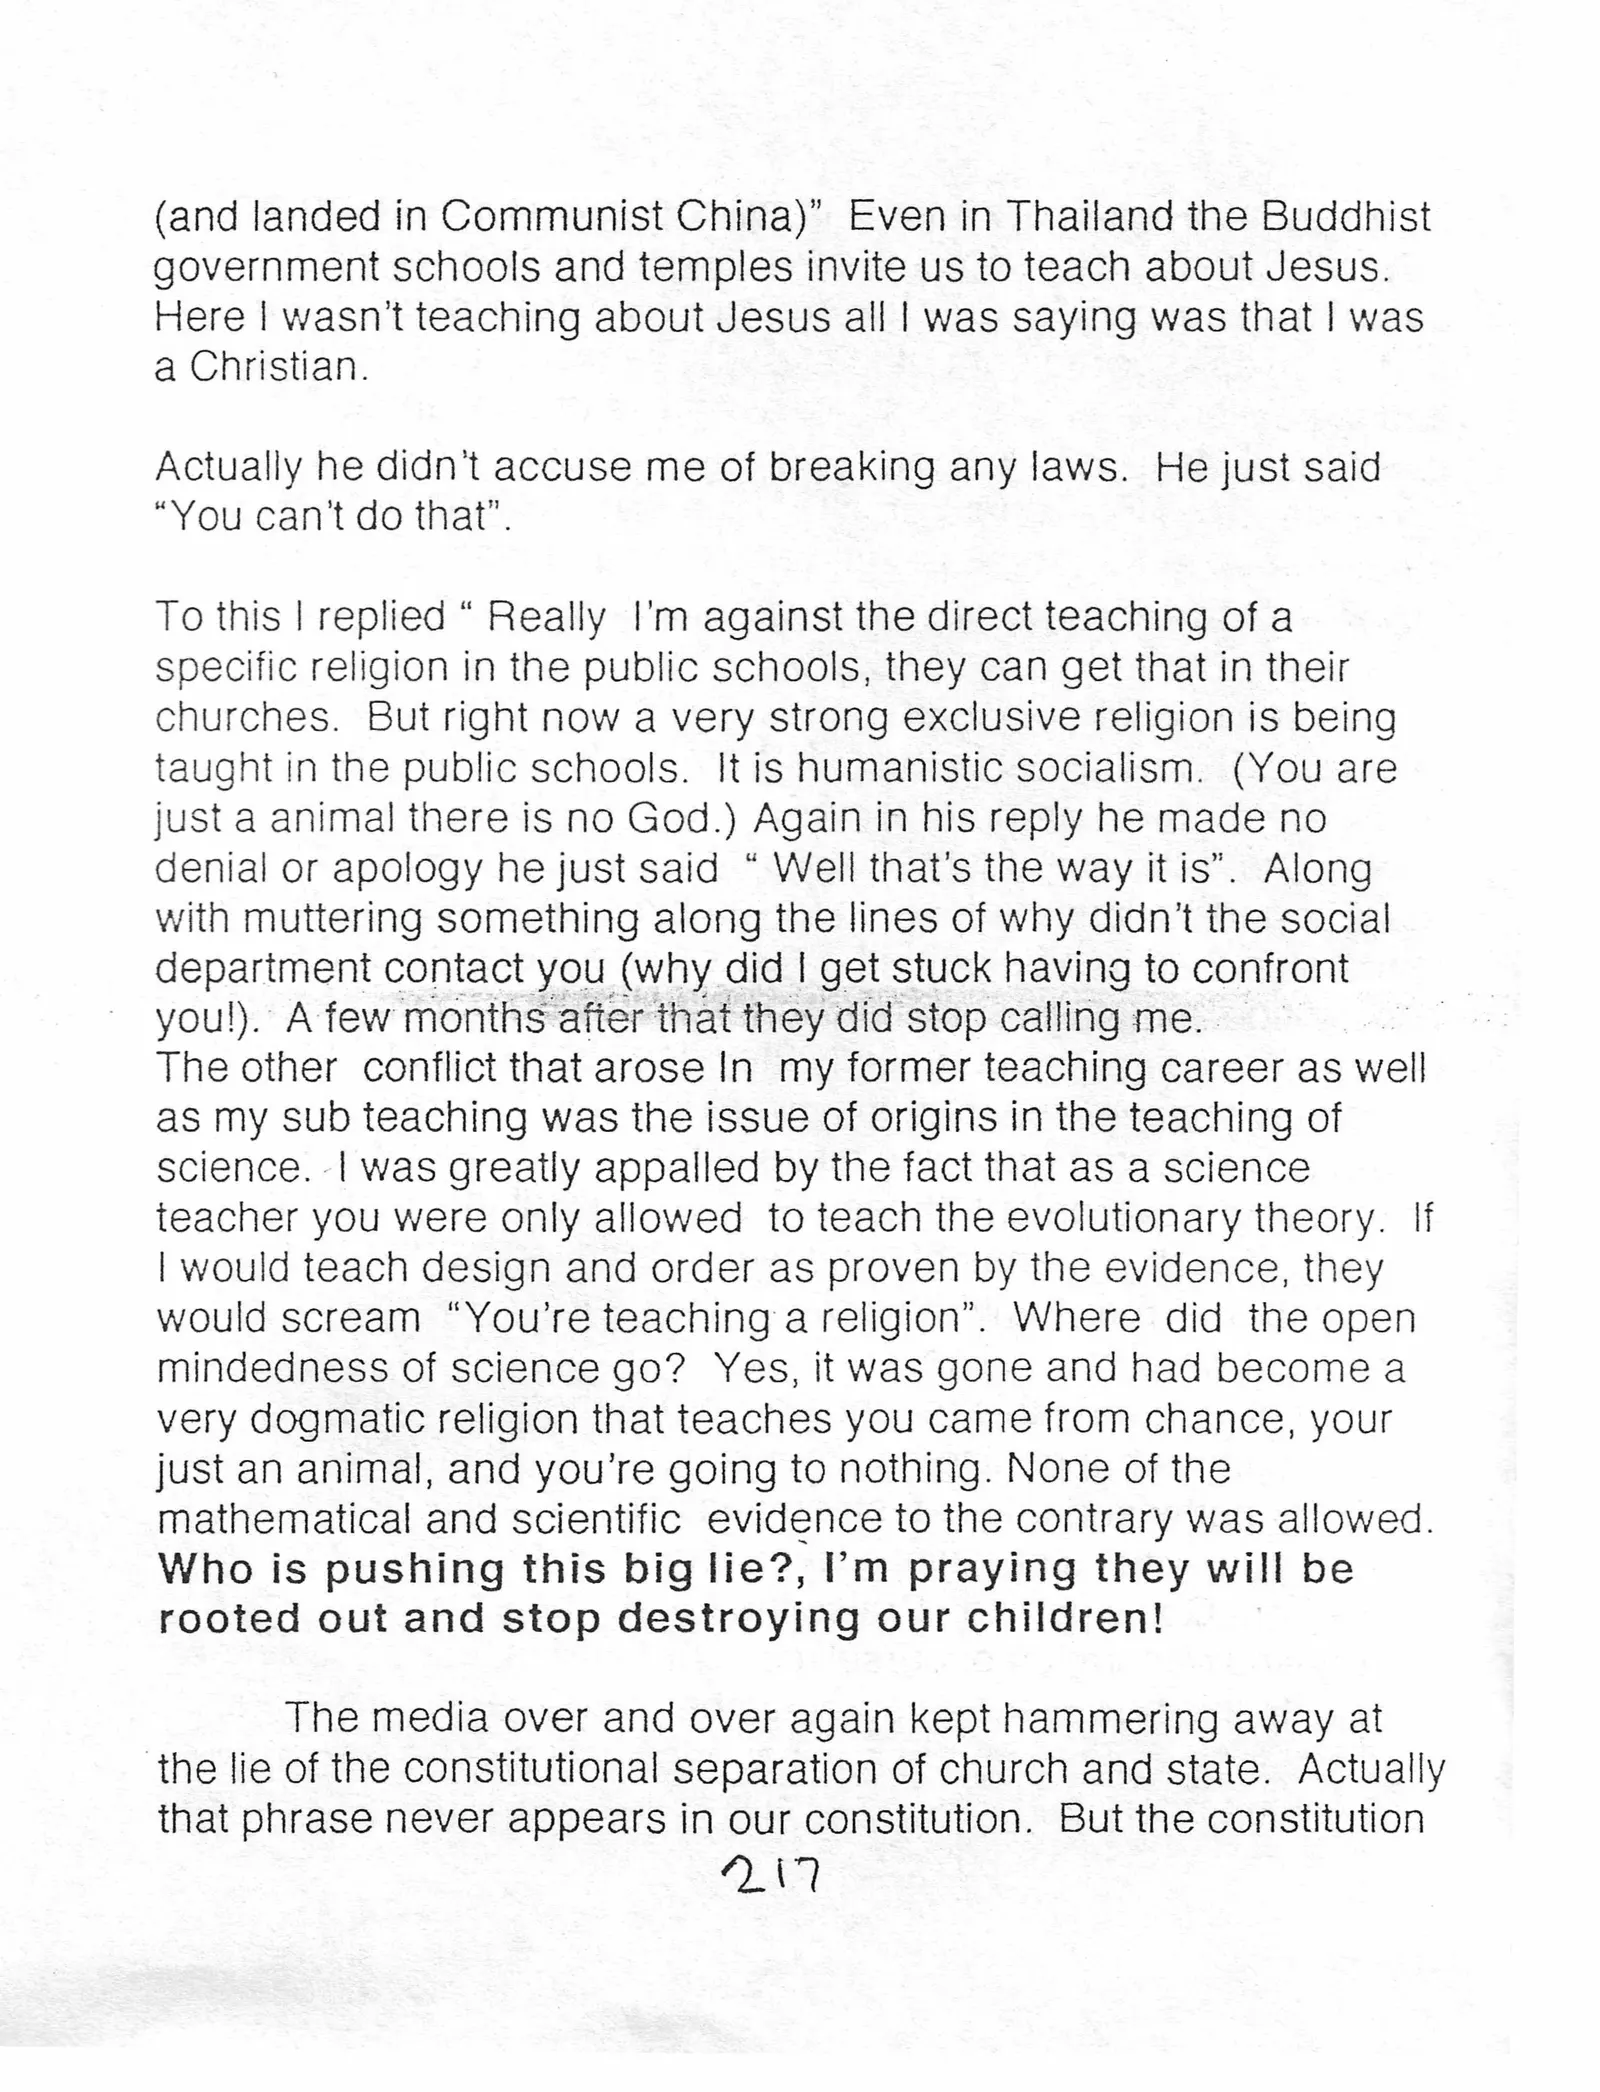 (and landed in Communist China)"  Even in Thailand the Buddhist
government schools and temples invite us to teach about Jesus.
Here I wasn't teaching about Jesus all I was saying was that I was
a Christian.

Actually he didn't accuse me of breaking any laws.  He just said
"You can't do that".

To this I replied " Really  I'm against the direct teaching of a
specific religion in the public schools, they can get that in their
churches.  But right now a very strong exclusive religion is being
taught in the public schools.  It is humanistic socialism.  (You are
just a animal there is no God.) Again in his reply he made no
denial or apology he just said  " Well that's the way it is".  Along
with muttering something along the lines of why didn't the social
department contact you (why did I get stuck having to confront
you!).  A few months after that they did stop calling me.
The other  conflict that arose In  my former teaching career as well
as my sub teaching was the issue of origins in the teaching of
science.  I was greatly appalled by the fact that as a science
teacher you were only allowed  to teach the evolutionary theory.  If
I would teach design and order as proven by the evidence, they
would scream  "You're teaching a religion".  Where  did  the open
mindedness of science go?  Yes, it was gone and had become a
very dogmatic religion that teaches you came from chance, your
just an animal, and you're going to nothing. None of the
mathematical and scientific  evidence to the contrary was allowed.
Who is pushing this big lie?, I'm praying they will be
rooted out and stop destroying our children!

The media over and over again kept hammering away at
the lie of the constitutional separation of church and state.  Actually
that phrase never appears in our constitution.  But the constitution
217